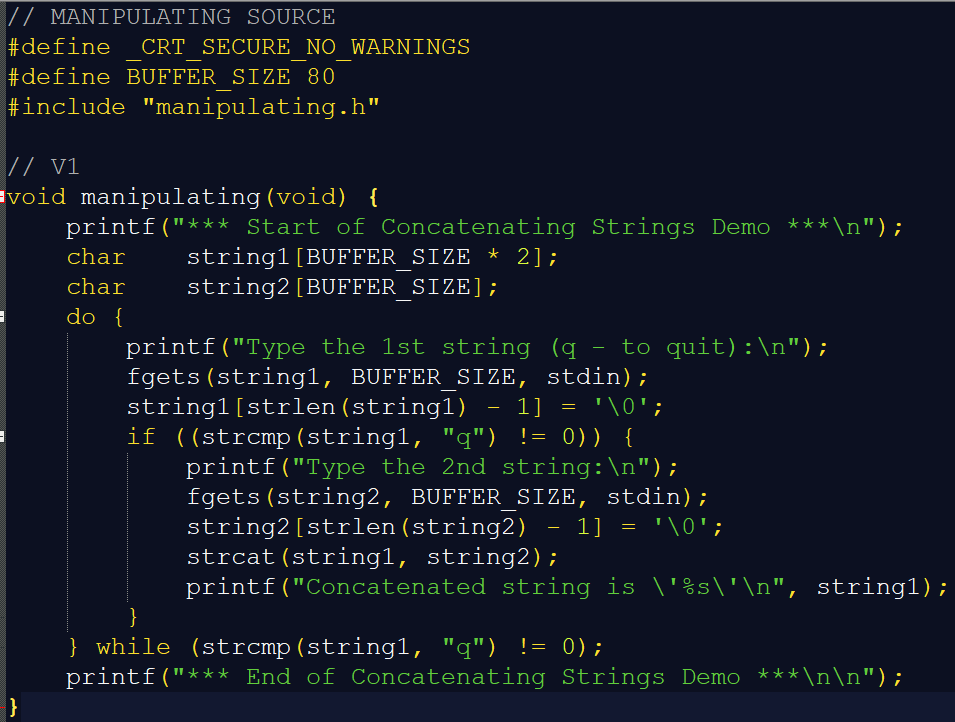 // MANIPULATING SOURCE
#define _CRT_SECURE_NO_WARNINGS
#define BUFFER_SIZE 80
#include "manipulating.h"
// V1
void manipulating(void) {
printf("*** Start of Concatenating Strings Demo ***\n");
char string1[BUFFER_SIZE * 2];
char string2[BUFFER_SIZE];
do {
printf("Type the 1st string (q - to quit):\n");
fgets(string1, BUFFER_SIZE, stdin);
string1[strlen(string1) - 1] = '\0';
if ((strcmp(string1, "q") != 0)) {
printf("Type the 2nd string:\n");
fgets(string2, BUFFER_SIZE, stdin);
string2[strlen(string2) - 1] = '\0';
strcat(string1, string2);
printf("Concatenated string is \'%s\'\n", string1);
}
} while (strcmp(string1, "q") != 0);
printf("*** End of Concatenating Strings Demo ***\n\n");
}